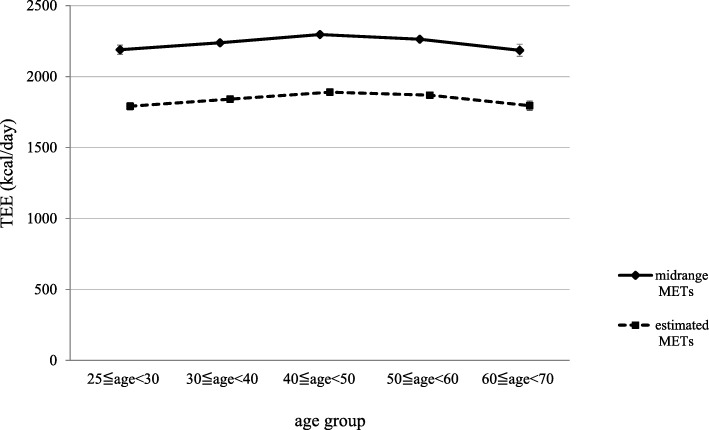 2500
2000
1500
1000
500
0
TEE (kcal/day)
25≦age<30 30≦age<40 40≦age<50 50≦age<60 60≦age<70
age group
midrange
METs
estimated
METs